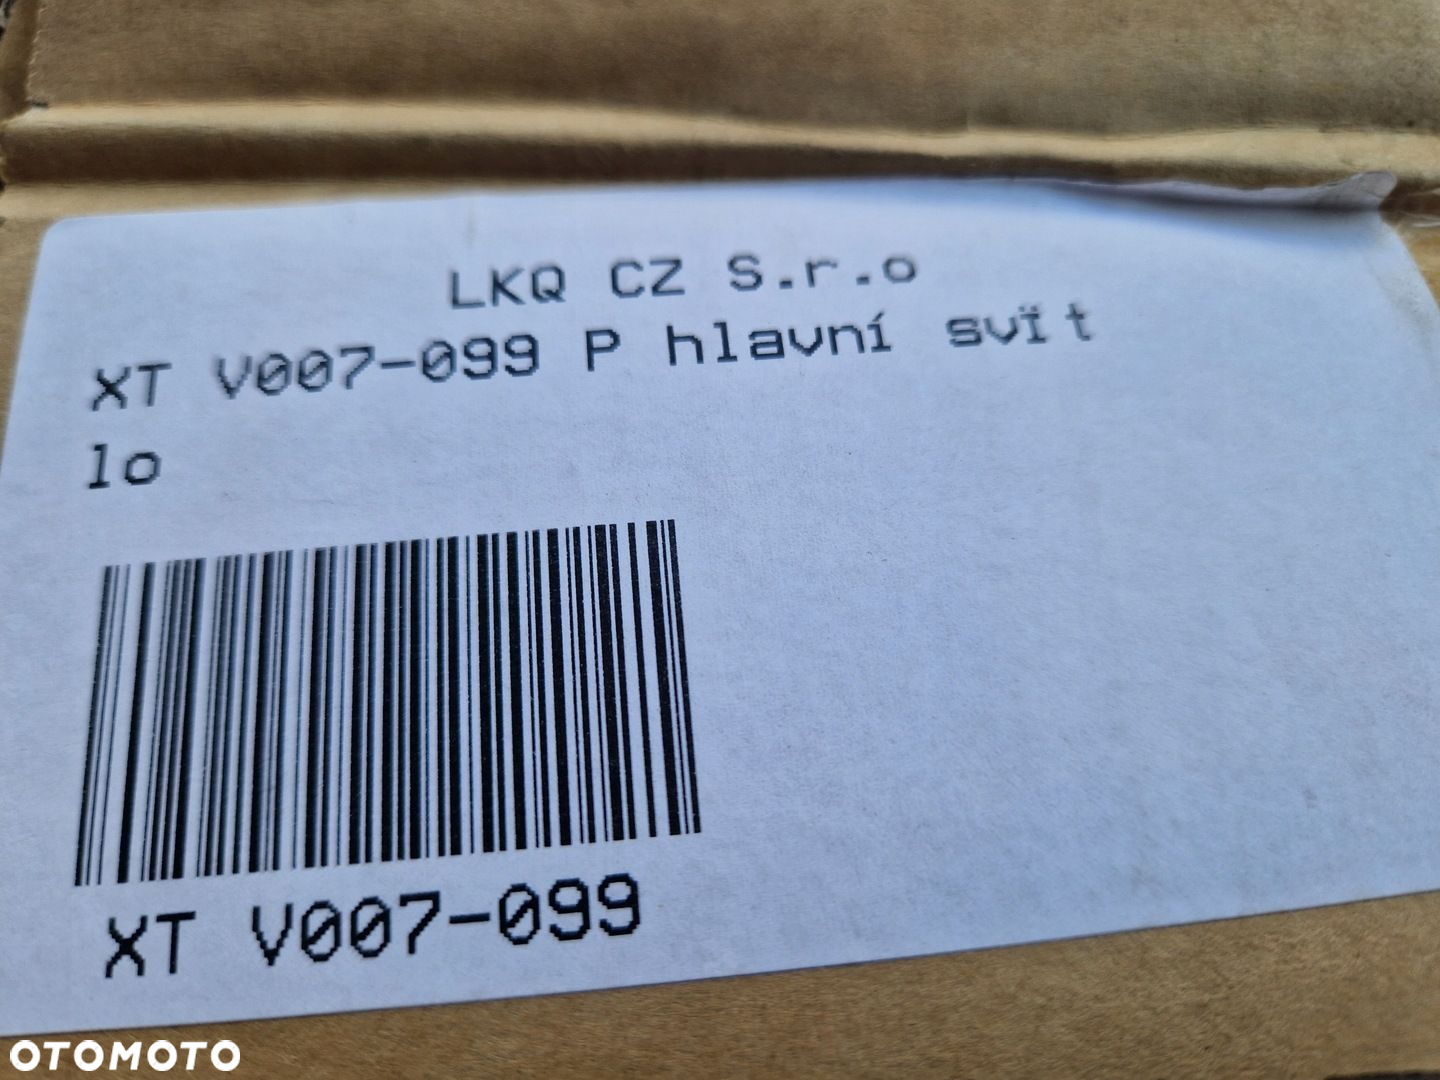 LKQ CZ S.r.o
XT V007-099 P hlavní svït
lo
XT V007-099
OTOMOTO